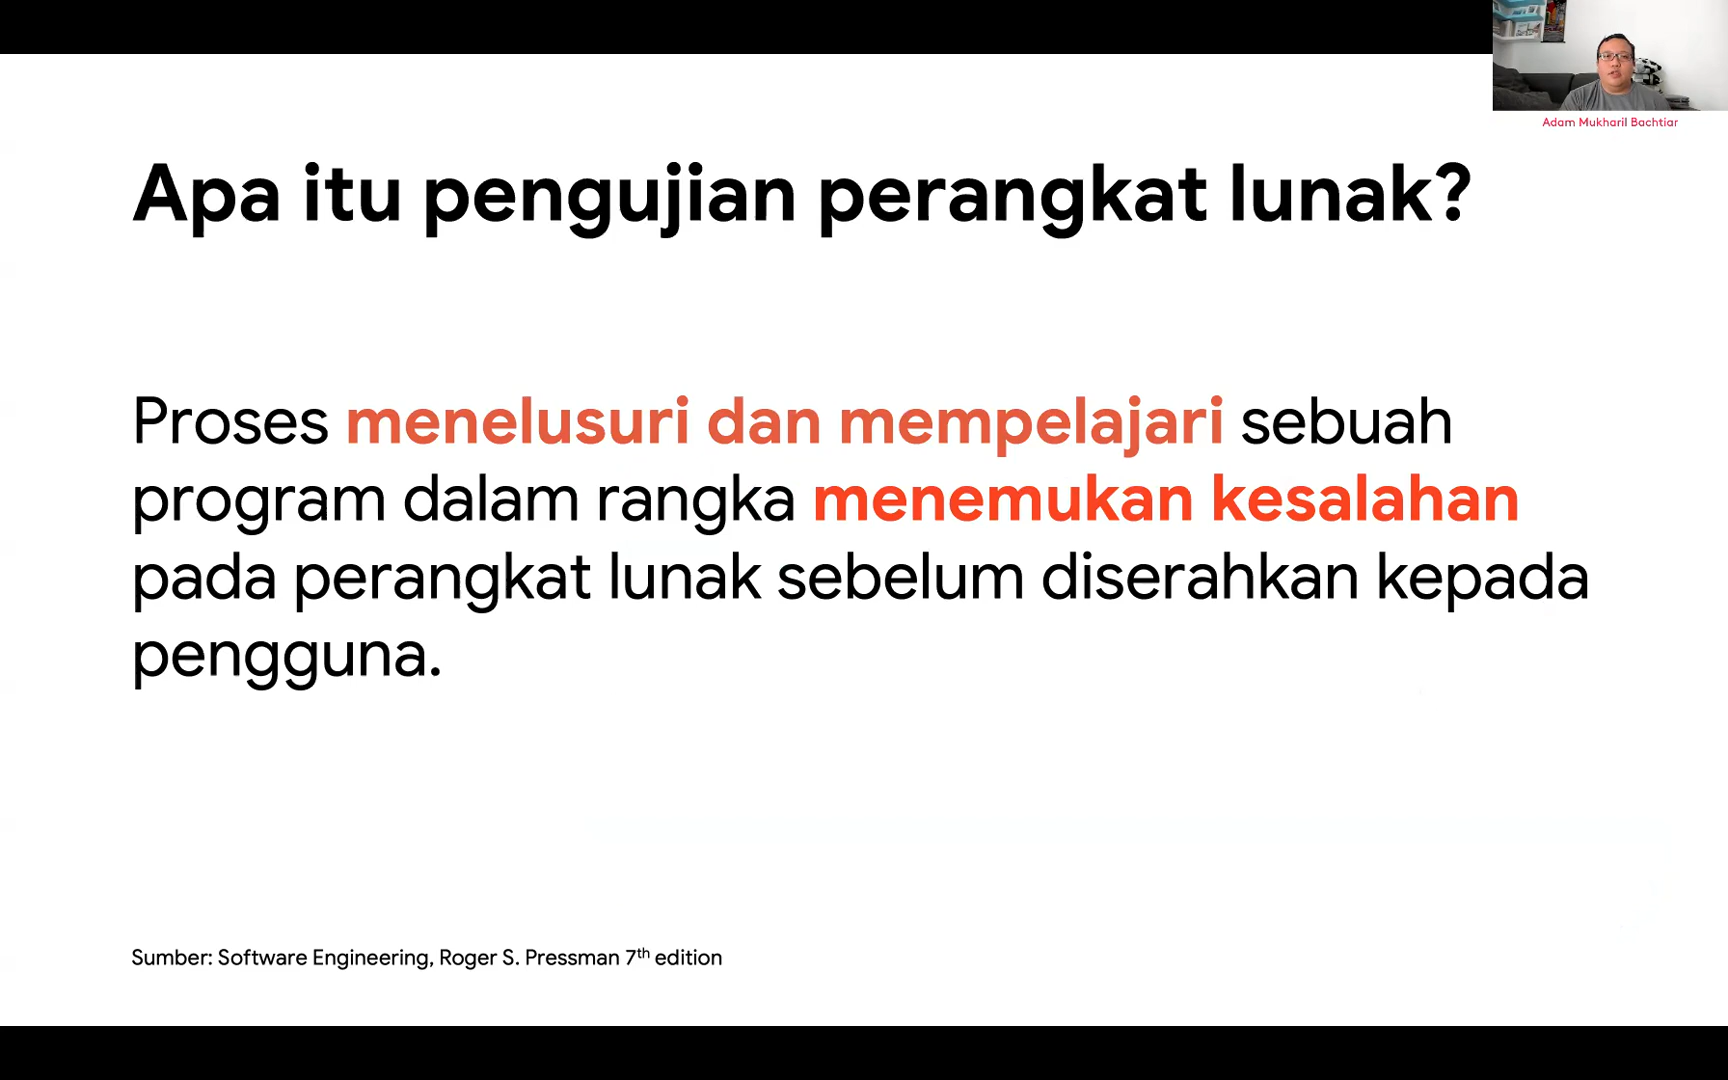 Adam Mukharil Bachtiar
Apa itu pengujian perangkat lunak?
Proses menelusuri dan mempelajari sebuah
program dalam rangka menemukan kesalahan
pada perangkat lunak sebelum diserahkan kepada
pengguna.
Sumber: Software Engineering, Roger S. Pressman 7th edition